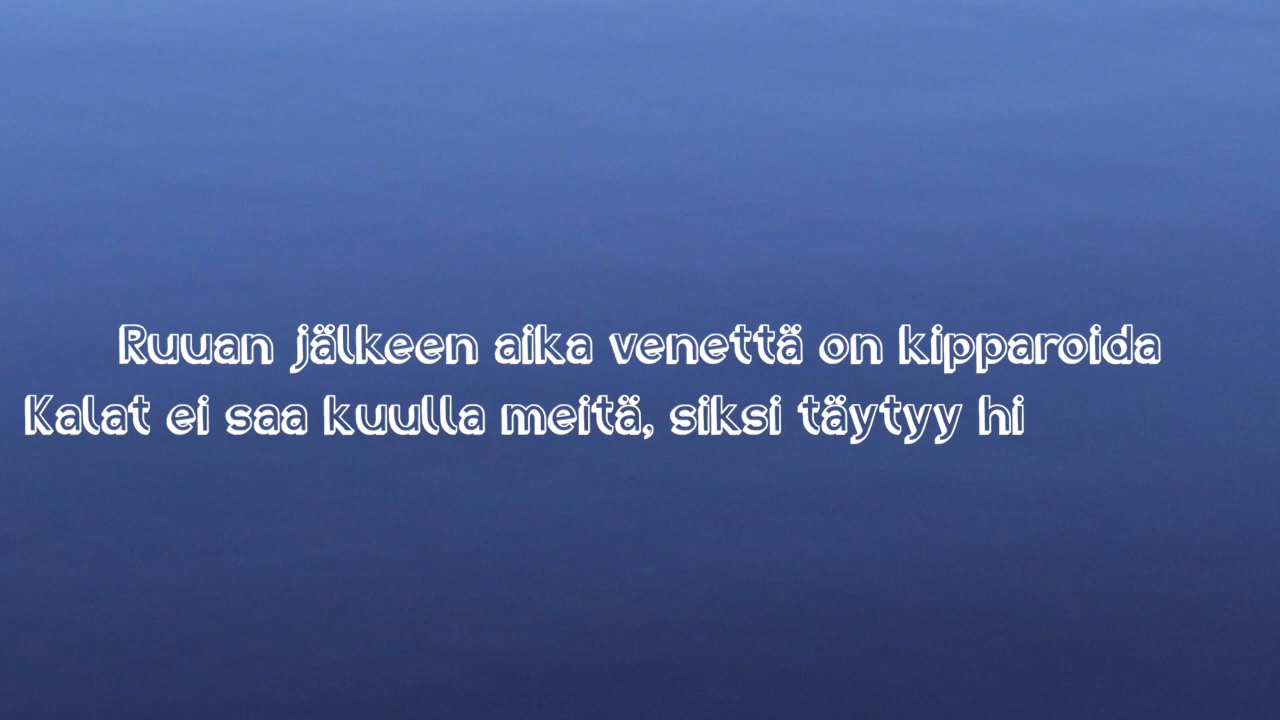 Ruuan jälkeen aika venettä on kipparoida
Kalat ei saa kuulla meitä, siksi täytyy hi